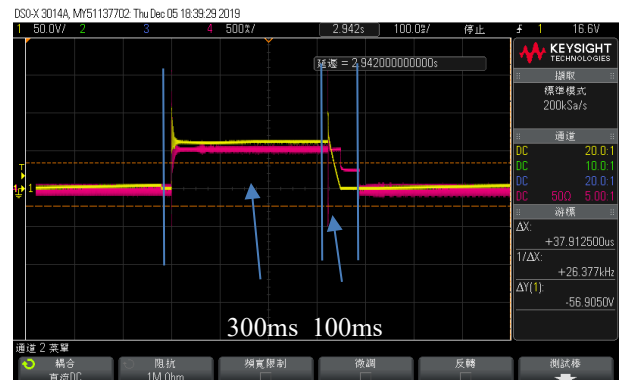 DSO-X 3014A, MY51137702: Thu Dec 05 18:39:29 2019
1 50.0V/ 2 3 4 500%/ 2.942s 100.0%/ 停止 1 16.6V
延遲 = 2.942000000000s
KEYSIGHT
TECHNOLOGIES
擷取
標準模式
200kSa/s
通道
DC 20.0:1
DC 10.0:1
DC 20.0:1
DC 50Ω 5.00:1
游標
ΔX:
+37.912500us
1/ΔX:
+26.377kHz
ΔY(1):
-56.9050V
T
1
300ms 100ms
通道 2 菜單
耦合 阻抗 頻寬限制 微調 反轉 測試棒
直流DC 1M Ohm